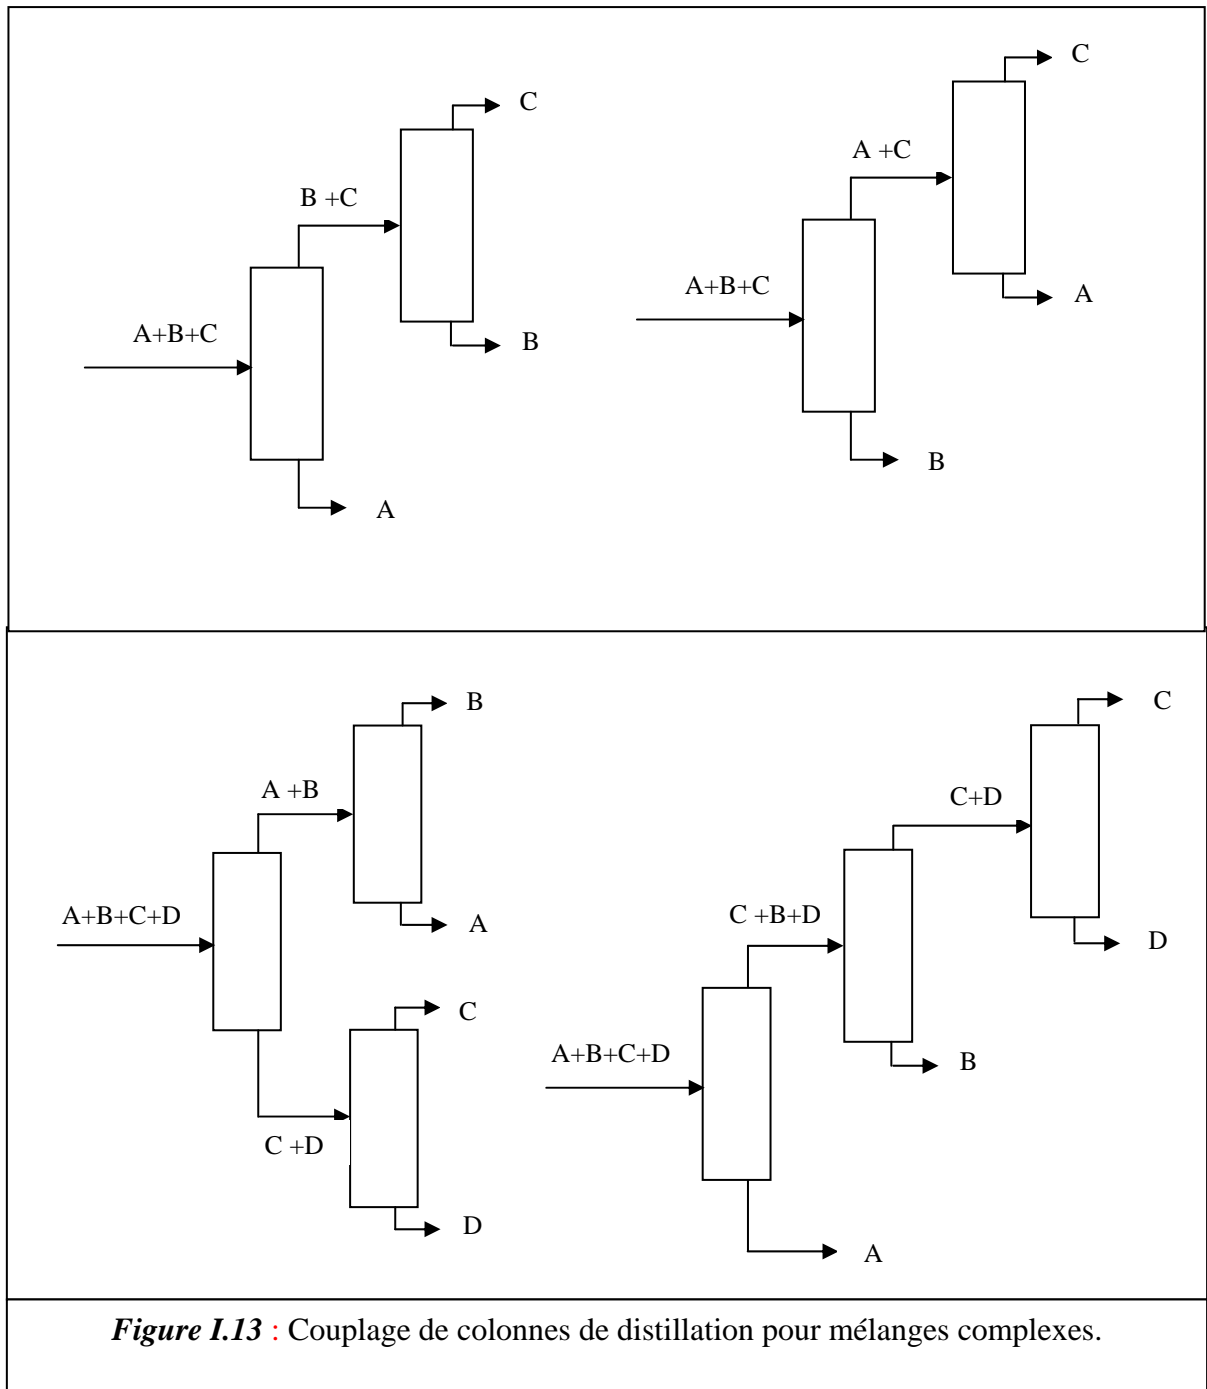 C
B +C
A+B+C
B
A
C
A +C
A+B+C
A
B
B
A +B
A+B+C+D
A
C
C +D
D
C
C+D
C +B+D
D
A+B+C+D
B
A
Figure I.13 : Couplage de colonnes de distillation pour mélanges complexes.